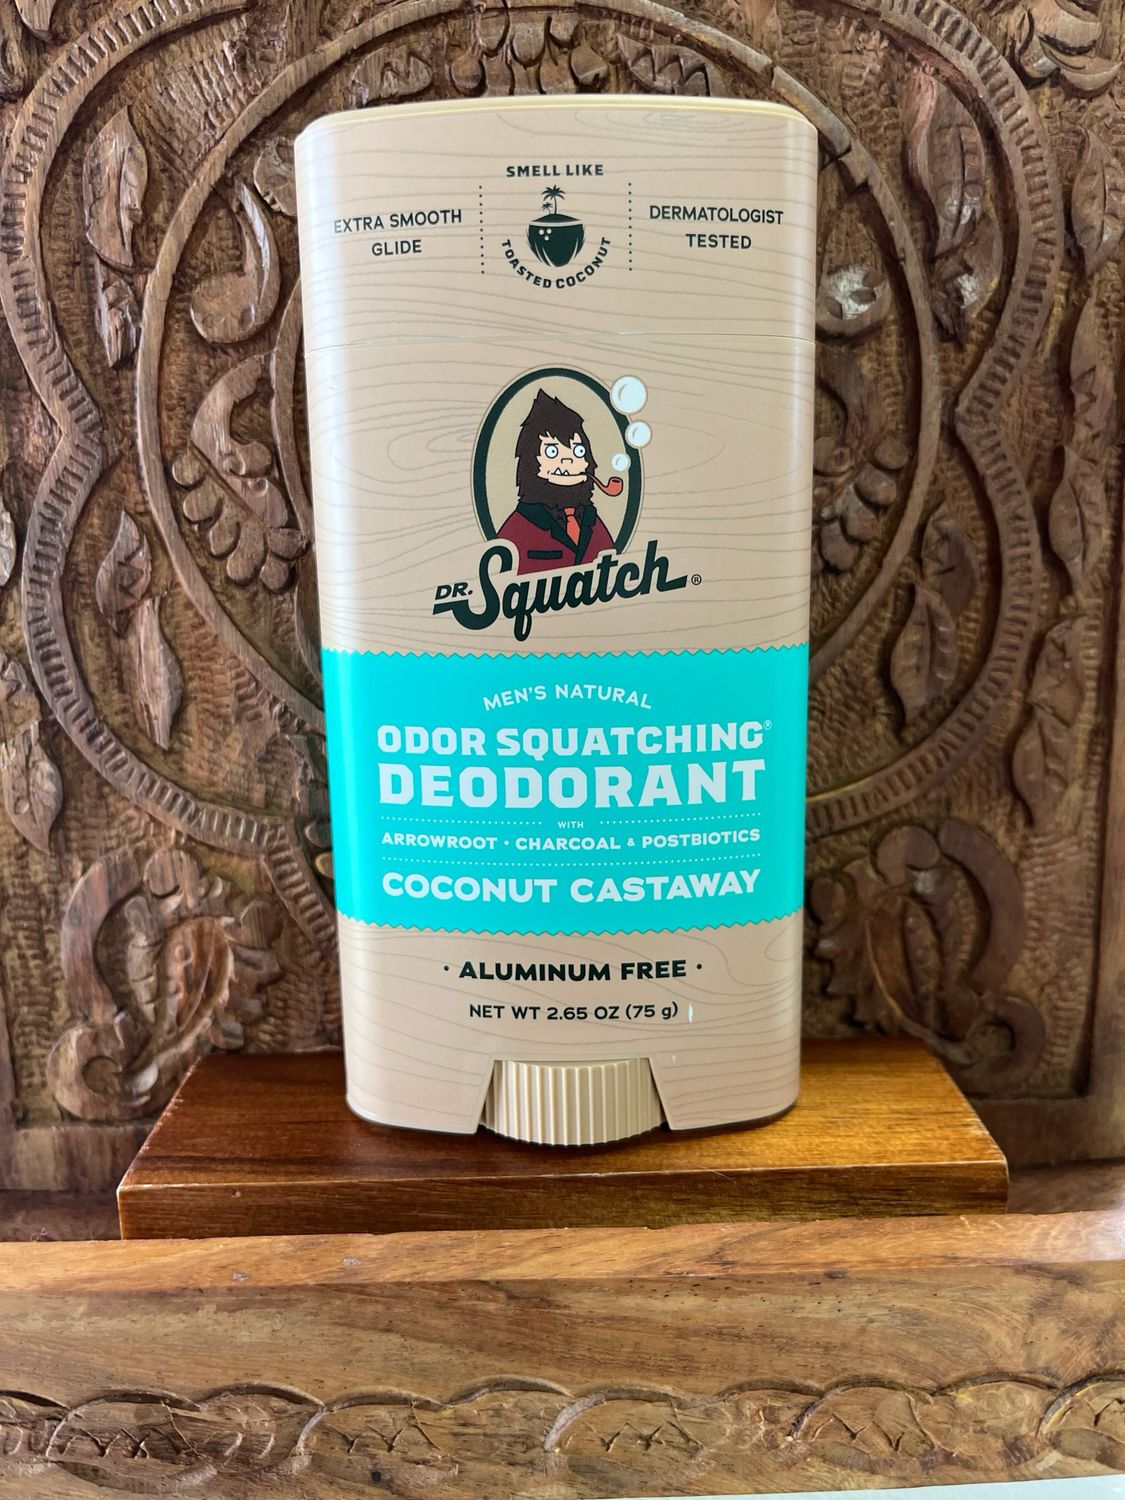 SMELL LIKE
TOASTED COCONUT
EXTRA SMOOTH
GLIDE
DERMATOLOGIST
TESTED
DR. Squatch®
MEN'S NATURAL
ODOR SQUATCHING®
DEODORANT
WITH
ARROWROOT • CHARCOAL & POSTBIOTICS
COCONUT CASTAWAY
• ALUMINUM FREE •
NET WT 2.65 OZ (75 g)